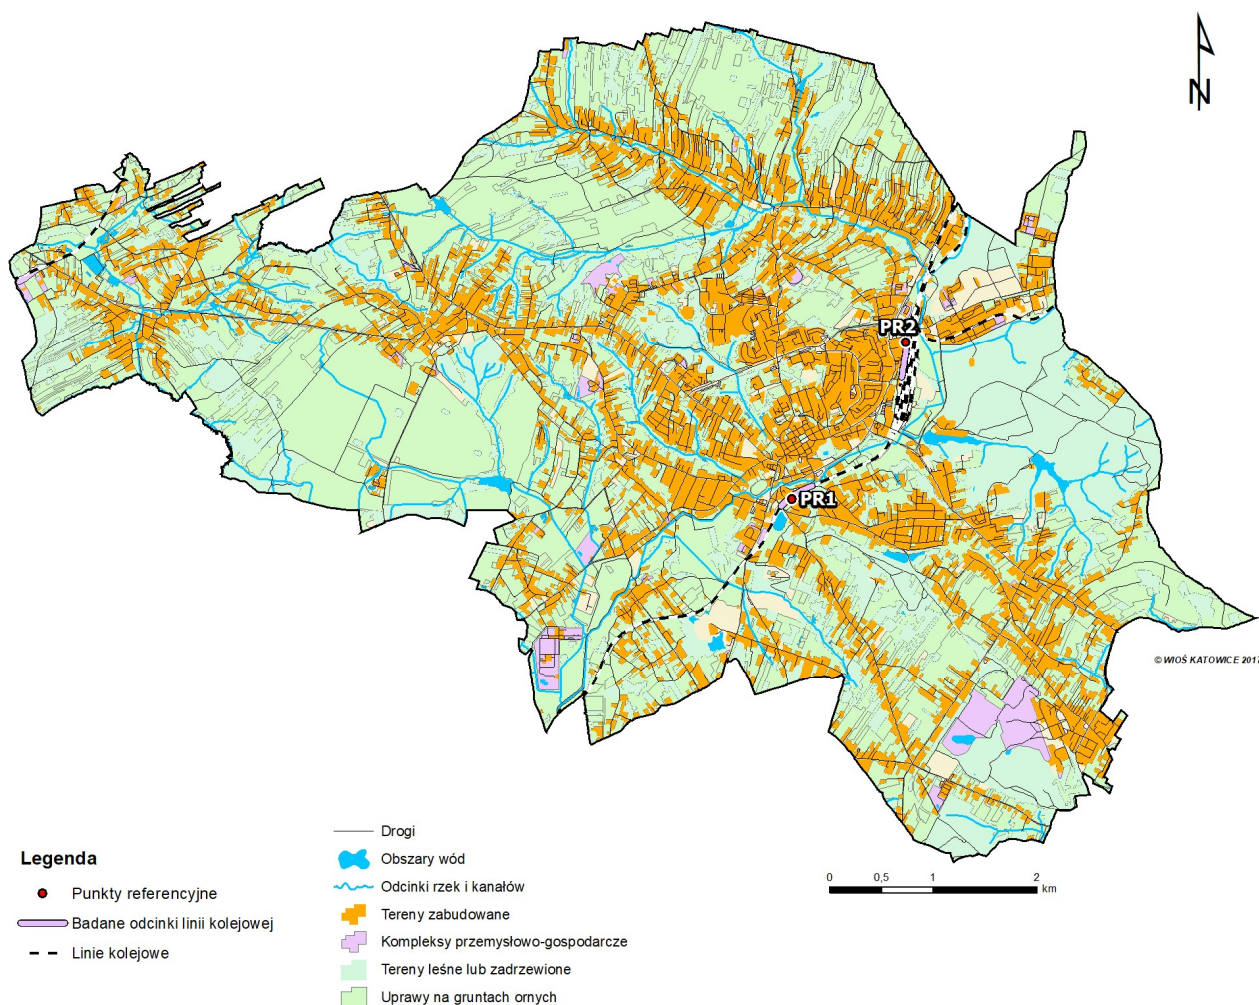 N
PR2
PR1
© WIOŚ KATOWICE 2017
Legenda
Punkty referencyjne
Badane odcinki linii kolejowej
Linie kolejowe
Drogi
Obszary wód
Odcinki rzek i kanałów
Tereny zabudowane
Kompleksy przemysłowo-gospodarcze
Tereny leśne lub zadrzewione
Uprawy na gruntach ornych
0 0,5 1 2
km